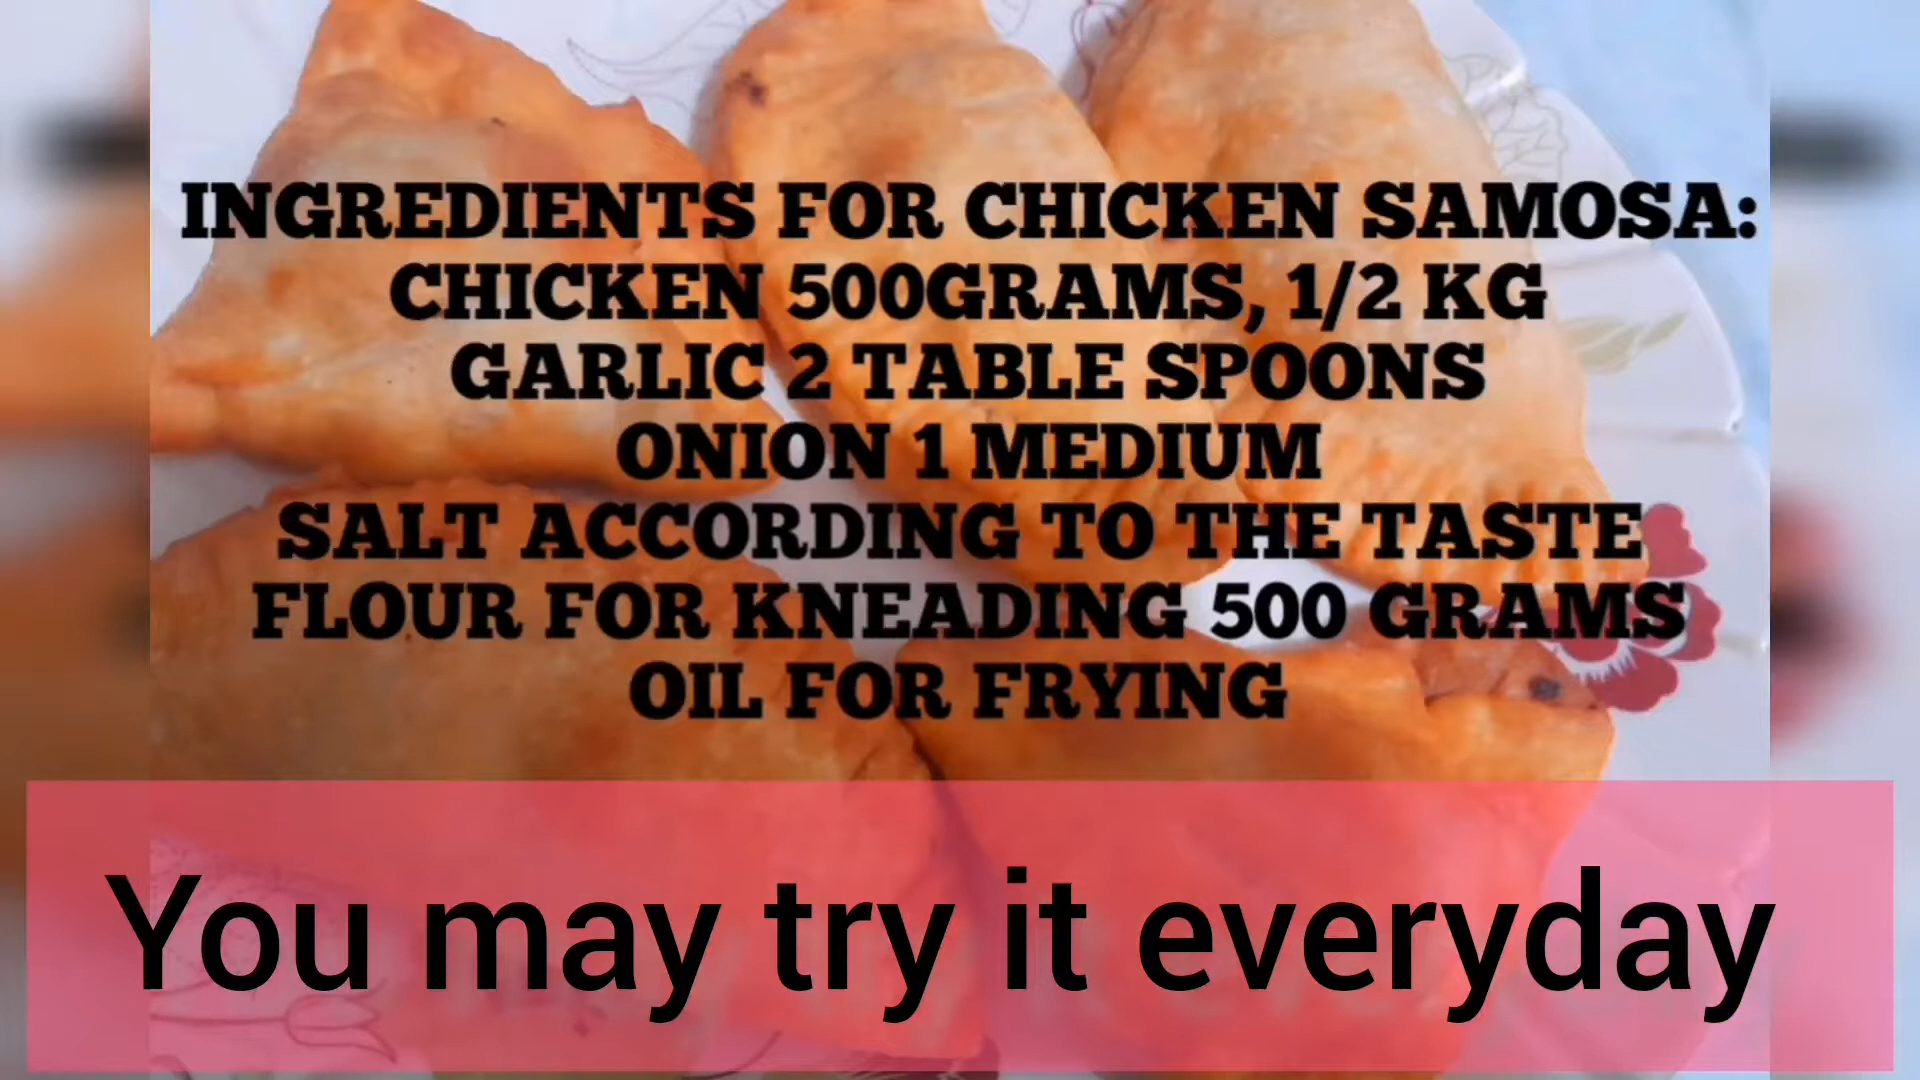 INGREDIENTS FOR CHICKEN SAMOSA:
CHICKEN 500GRAMS, 1/2 KG
GARLIC 2 TABLE SPOONS
ONION 1 MEDIUM
SALT ACCORDING TO THE TASTE
FLOUR FOR KNEADING 500 GRAMS
OIL FOR FRYING
You may try it everyday